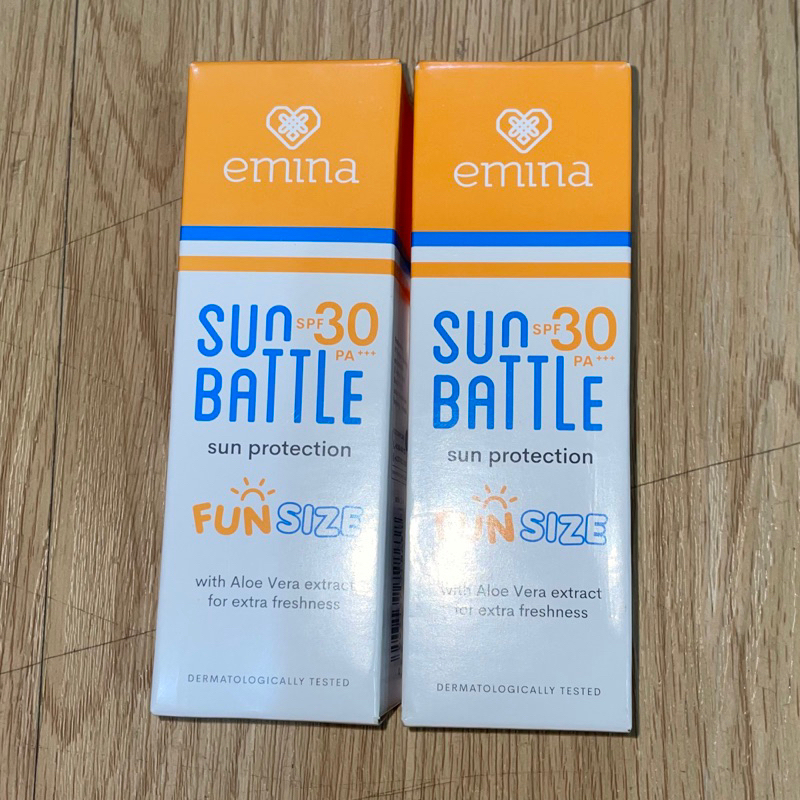 emina
SUN SPF 30
PA+++
BATTLE
sun protection
FUN SIZE
with Aloe Vera extract
for extra freshness
DERMATOLOGICALLY TESTED
emina
SUN SPF 30
PA+++
BATTLE
sun protection
FUN SIZE
with Aloe Vera extract
for extra freshness
DERMATOLOGICALLY TESTED